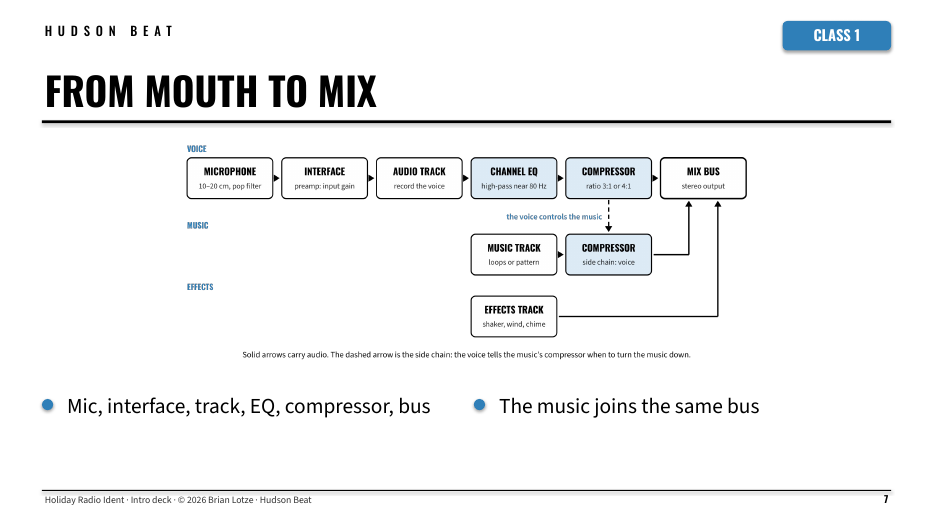 HUDSON BEAT
CLASS 1
FROM MOUTH TO MIX
VOICE
MICROPHONE
10–20 cm, pop filter
INTERFACE
preamp: input gain
AUDIO TRACK
record the voice
CHANNEL EQ
high-pass near 80 Hz
COMPRESSOR
ratio 3:1 or 4:1
MIX BUS
stereo output
the voice controls the music
MUSIC
MUSIC TRACK
loops or pattern
COMPRESSOR
side chain: voice
EFFECTS
EFFECTS TRACK
shaker, wind, chime
Solid arrows carry audio. The dashed arrow is the side chain: the voice tells the music's compressor when to turn the music down.
Mic, interface, track, EQ, compressor, bus
The music joins the same bus
Holiday Radio Ident · Intro deck · © 2026 Brian Lotze · Hudson Beat
7